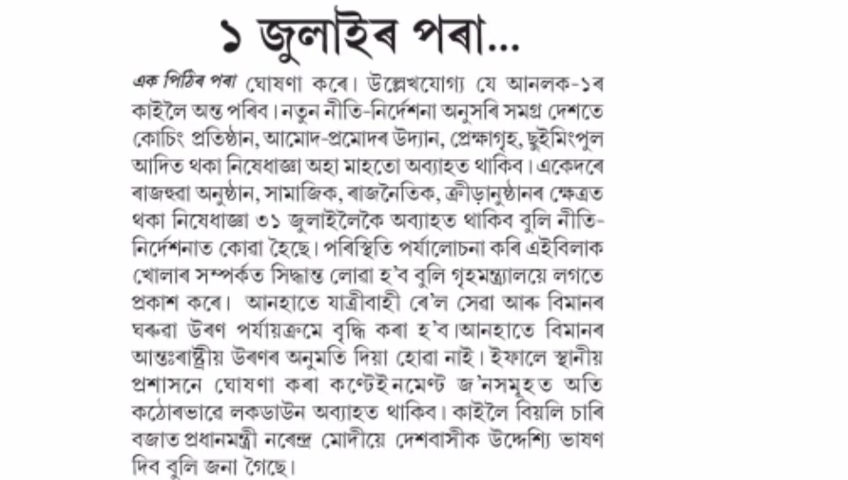 ১ জুলাইৰ পৰা...
এক পিঠিৰ পৰা ঘোষণা কৰে। উল্লেখযোগ্য যে আনলক-১ৰ
কাইলৈ অন্ত পৰিব। নতুন নীতি-নিৰ্দেশনা অনুসৰি সমগ্ৰ দেশতে
কোচিং প্ৰতিষ্ঠান, আমোদ-প্ৰমোদৰ উদ্যান, প্ৰেক্ষাগৃহ, ছুইমিংপুল
আদিত থকা নিষেধাজ্ঞা অহা মাহতো অব্যাহত থাকিব। একেদৰে
ৰাজহুৱা অনুষ্ঠান, সামাজিক, ৰাজনৈতিক, ক্ৰীড়ানুষ্ঠানৰ ক্ষেত্ৰত
থকা নিষেধাজ্ঞা ৩১ জুলাইলৈকৈ অব্যাহত থাকিব বুলি নীতি-
নিৰ্দেশনাত কোৱা হৈছে। পৰিস্থিতি পৰ্যালোচনা কৰি এইবিলাক
খোলাৰ সম্পৰ্কত সিদ্ধান্ত লোৱা হ'ব বুলি গৃহমন্ত্ৰ্যালয়ে লগতে
প্ৰকাশ কৰে। আনহাতে যাত্ৰীবাহী ৰে'ল সেৱা আৰু বিমানৰ
ঘৰুৱা উৰণ পৰ্যায়ক্ৰমে বৃদ্ধি কৰা হ'ব।আনহাতে বিমানৰ
আন্তঃৰাষ্ট্ৰীয় উৰণৰ অনুমতি দিয়া হোৱা নাই। ইফালে স্থানীয়
প্ৰশাসনে ঘোষণা কৰা কণ্টেইনমেণ্ট জ'নসমূহত অতি
কঠোৰভাৱে লকডাউন অব্যাহত থাকিব। কাইলৈ বিয়লি চাৰি
বজাত প্ৰধানমন্ত্ৰী নৰেন্দ্ৰ মোদীয়ে দেশবাসীক উদ্দেশ্যি ভাষণ
দিব বুলি জনা গৈছে।